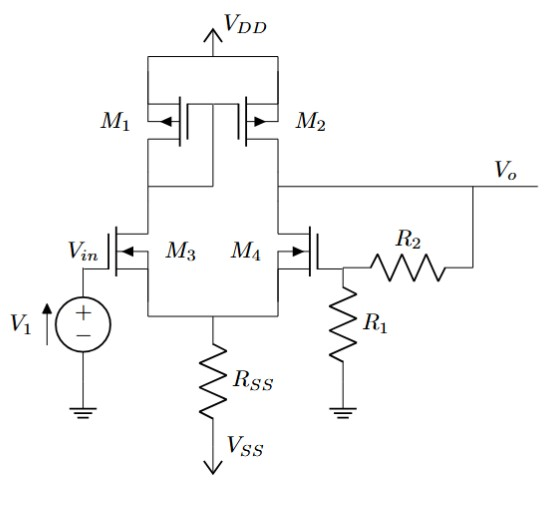 V_DD
M_1
M_2
V_o
V_in
M_3
M_4
R_2
V_1
+
−
R_1
R_SS
V_SS